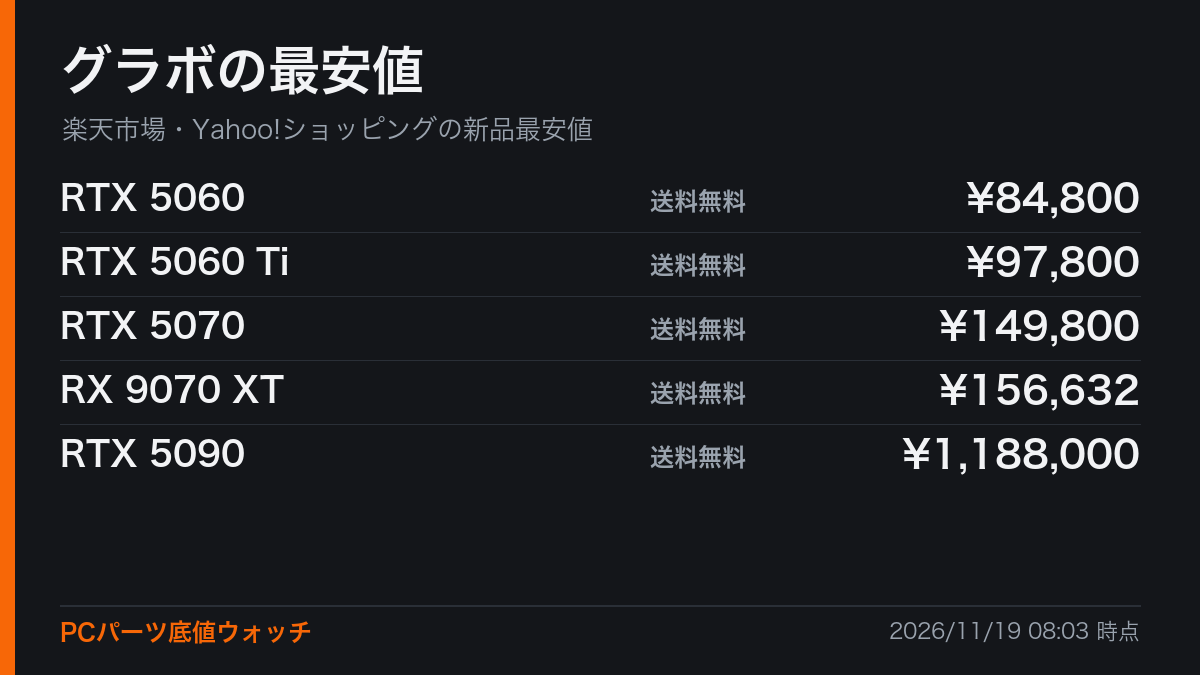 グラボの最安値
楽天市場・Yahoo!ショッピングの新品最安値
RTX 5060 送料無料 ¥84,800
RTX 5060 Ti 送料無料 ¥97,800
RTX 5070 送料無料 ¥149,800
RX 9070 XT 送料無料 ¥156,632
RTX 5090 送料無料 ¥1,188,000
PCパーツ底値ウォッチ 2026/11/19 08:03 時点